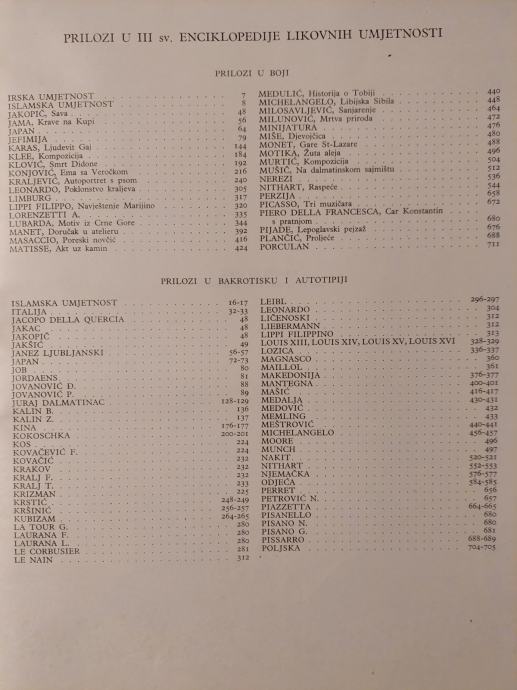 PRILOZI U III SV. ENCIKLOPEDIJE LIKOVNIH UMJETNOSTI
PRILOZI U BOJI
IRSKA UMJETNOST 7
ISLAMSKA UMJETNOST 8
JAKOPIĆ, Sava 48
JAMA, Krave na Kupi 56
JAPAN 64
JEFIMIJA 79
KARAS, Ljudevit Gaj 144
KLEE, Kompozicija 184
KLOVIĆ, Smrt Didone 192
KONJOVIĆ, Ema sa Veročkom 216
KRALJEVIĆ, Autoportret s psom 240
LEONARDO, Poklonstvo kraljeva 305
LIMBURG 317
LIPPI FILIPPO, Navještenje Marijino 320
LORENZETTI A. 335
LUBARDA, Motiv iz Crne Gore 344
MANET, Doručak u atelieru 392
MASACCIO, Poreski novčić 416
MATISSE, Akt uz kamin 424
MEDULIĆ, Historija o Tobiji 440
MICHELANGELO, Libijska Sibila 448
MILOSAVLJEVIĆ, Sanjarenje 464
MILUNOVIĆ, Mrtva priroda 472
MINIJATURA 476
MIŠE, Djevojčica 480
MONET, Gare St-Lazare 488
MOTIKA, Žuta aleja 496
MURTIĆ, Kompozicija 504
MUŠIČ, Na dalmatinskom sajmištu 512
NEREZI 536
NITHART, Raspeće 544
PERZIJA 658
PICASSO, Tri muzičara 672
PIERO DELLA FRANCESCA, Car Konstantin
s pratnjom 680
PIJADE, Lepoglavski pejzaž 676
PLANČIĆ, Proljeće 688
PORCULAN 711
PRILOZI U BAKROTISKU I AUTOTIPIJI
ISLAMSKA UMJETNOST 16-17
ITALIJA 32-33
JACOPO DELLA QUERCIA 48
JAKAC 48
JAKOPIČ 48
JAKŠIĆ 49
JANEZ LJUBLJANSKI 56-57
JAPAN 72-73
JOB 80
JORDAENS 81
JOVANOVIĆ Đ. 88
JOVANOVIĆ P. 89
JURAJ DALMATINAC 128-129
KALIN B. 136
KALIN Z. 137
KINA 176-177
KOKOSCHKA 200-201
KOS 224
KOVAČEVIĆ F. 224
KOVAČIĆ 232
KRAKOV 232
KRALJ F. 232
KRALJ T. 233
KRIZMAN 225
KRSTIĆ 248-249
KRŠINIĆ 256-257
KUBIZAM 264-265
LA TOUR G. 280
LAURANA F. 280
LAURANA L. 280
LE CORBUSIER 281
LE NAIN 312
LEIBL 296-297
LEONARDO 304
LIČENOSKI 312
LIEBERMANN 312
LIPPI FILIPPINO 313
LOUIS XIII, LOUIS XIV, LOUIS XV, LOUIS XVI 328-329
LOZICA 336-337
MAGNASCO 360
MAILLOL 361
MAKEDONIJA 376-377
MANTEGNA 400-401
MAŠIĆ 416-417
MEDALJA 430-431
MEDOVIĆ 432
MEMLING 433
MEŠTROVIĆ 440-441
MICHELANGELO 456-457
MOORE 496
MUNCH 497
NAKIT 520-521
NITHART 552-553
NJEMAČKA 576-577
ODJEĆA 584-585
PERRET 656
PETROVIĆ N. 657
PIAZZETTA 664-665
PISANELLO 680
PISANO N. 680
PISANO G. 681
PISSARRO 688-689
POLJSKA 704-705